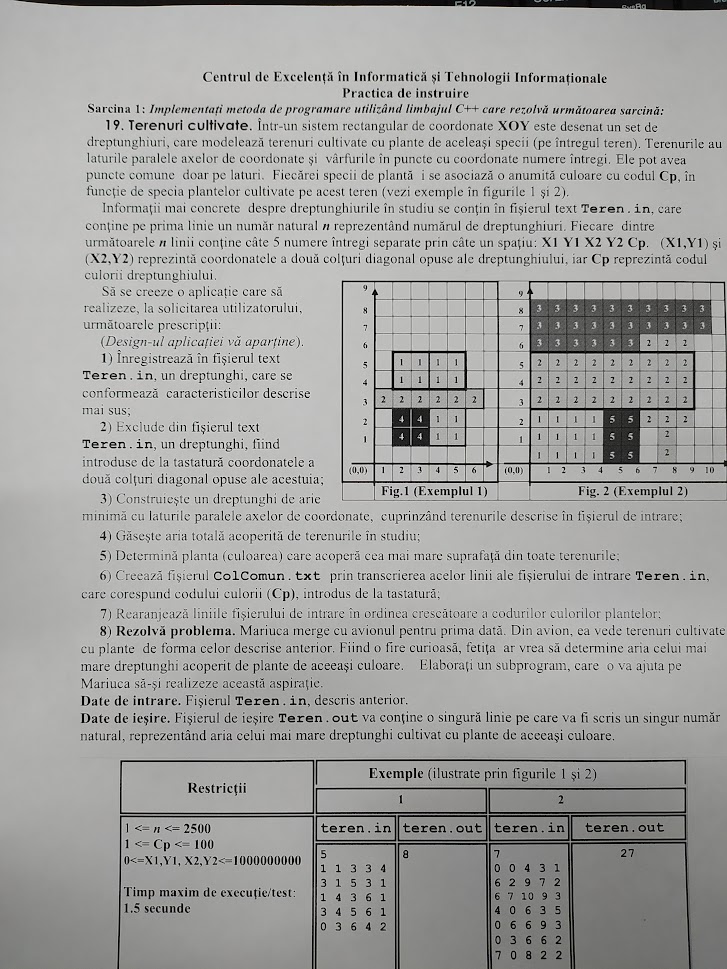 Centrul de Excelență în Informatică și Tehnologii Informaționale
Practica de instruire
Sarcina 1: Implementați metoda de programare utilizând limbajul C++ care rezolvă următoarea sarcină:
19. Terenuri cultivate. Într-un sistem rectangular de coordonate XOY este desenat un set de
dreptunghiuri, care modelează terenuri cultivate cu plante de aceleași specii (pe întregul teren). Terenurile au
laturile paralele axelor de coordonate și vârfurile în puncte cu coordonate numere întregi. Ele pot avea
puncte comune doar pe laturi. Fiecărei specii de plantă i se asociază o anumită culoare cu codul Cp, în
funcție de specia plantelor cultivate pe acest teren (vezi exemple în figurile 1 și 2).
Informații mai concrete despre dreptunghiurile în studiu se conțin în fișierul text Teren.in, care
conține pe prima linie un număr natural n reprezentând numărul de dreptunghiuri. Fiecare dintre
următoarele n linii conține câte 5 numere întregi separate prin câte un spațiu: X1 Y1 X2 Y2 Cp. (X1,Y1) și
(X2,Y2) reprezintă coordonatele a două colțuri diagonal opuse ale dreptunghiului, iar Cp reprezintă codul
culorii dreptunghiului.
Să se creeze o aplicație care să
realizeze, la solicitarea utilizatorului,
următoarele prescripții:
(Design-ul aplicației vă aparține).
1) Înregistrează în fișierul text
Teren.in, un dreptunghi, care se
conformează caracteristicilor descrise
mai sus;
2) Exclude din fișierul text
Teren.in, un dreptunghi, fiind
introduse de la tastatură coordonatele a
două colțuri diagonal opuse ale acestuia;
3) Construiește un dreptunghi de arie
9
8
7
6
5 1 1 1 1
4 1 1 1 1
3 2 2 2 2 2 2
2 4 4 1 1
1 4 4 1 1
(0,0) 1 2 3 4 5 6
Fig.1 (Exemplul 1)
9
8 3 3 3 3 3 3 3 3 3 3
7 3 3 3 3 3 3 3 3 3 3
6 3 3 3 3 3 3 2 2 2
5 2 2 2 2 2 2 2 2 2
4 2 2 2 2 2 2 2 2 2
3 2 2 2 2 2 2 2 2 2
2 1 1 1 1 5 5 2 2 2
1 1 1 1 1 5 5 2
1 1 1 1 5 5 2
(0,0) 1 2 3 4 5 6 7 8 9 10
Fig. 2 (Exemplul 2)
minimă cu laturile paralele axelor de coordonate, cuprinzând terenurile descrise în fișierul de intrare;
4) Găsește aria totală acoperită de terenurile în studiu;
5) Determină planta (culoarea) care acoperă cea mai mare suprafață din toate terenurile;
6) Creează fișierul ColComun.txt prin transcrierea acelor linii ale fișierului de intrare Teren.in,
care corespund codului culorii (Cp), introdus de la tastatură;
7) Rearanjează liniile fișierului de intrare în ordinea crescătoare a codurilor culorilor plantelor;
8) Rezolvă problema. Mariuca merge cu avionul pentru prima dată. Din avion, ea vede terenuri cultivate
cu plante de forma celor descrise anterior. Fiind o fire curioasă, fetița ar vrea să determine aria celui mai
mare dreptunghi acoperit de plante de aceeași culoare. Elaborați un subprogram, care o va ajuta pe
Mariuca să-și realizeze această aspirație.
Date de intrare. Fișierul Teren.in, descris anterior.
Date de ieșire. Fișierul de ieșire Teren.out va conține o singură linie pe care va fi scris un singur număr
natural, reprezentând aria celui mai mare dreptunghi cultivat cu plante de aceeași culoare.
Restricții
Exemple (ilustrate prin figurile 1 și 2)
1 2
teren.in teren.out teren.in teren.out
1 <= n <= 2500
1 <= Cp <= 100
0<=X1,Y1, X2,Y2<=1000000000
Timp maxim de execuție/test:
1.5 secunde
5
1 1 3 3 4
3 1 5 3 1
1 4 3 6 1
3 4 5 6 1
0 3 6 4 2
8
7
0 0 4 3 1
6 2 9 7 2
6 7 10 9 3
4 0 6 3 5
0 6 6 9 3
0 3 6 6 2
7 0 8 2 2
27